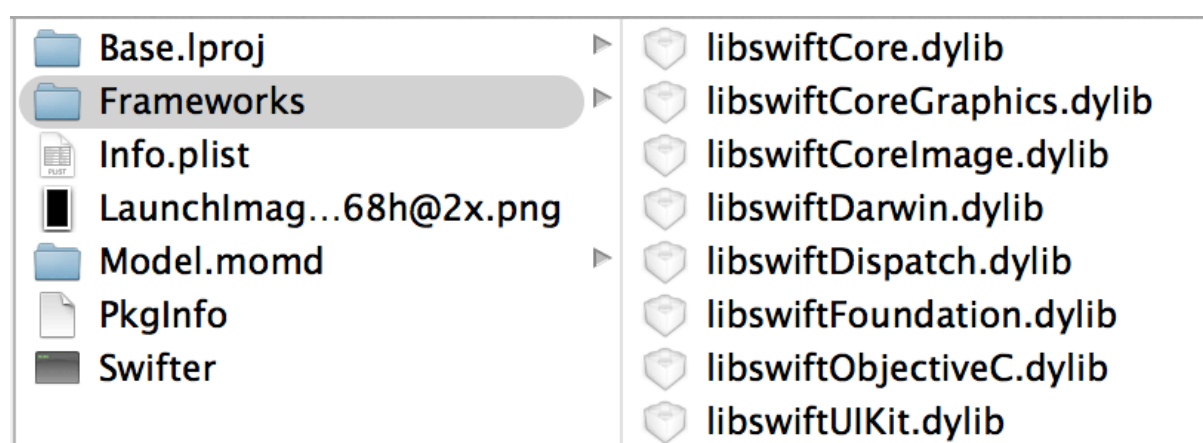 Base.lproj
Frameworks
Info.plist
LaunchImag...68h@2x.png
Model.momd
PkgInfo
Swifter
libswiftCore.dylib
libswiftCoreGraphics.dylib
libswiftCoreImage.dylib
libswiftDarwin.dylib
libswiftDispatch.dylib
libswiftFoundation.dylib
libswiftObjectiveC.dylib
libswiftUIKit.dylib